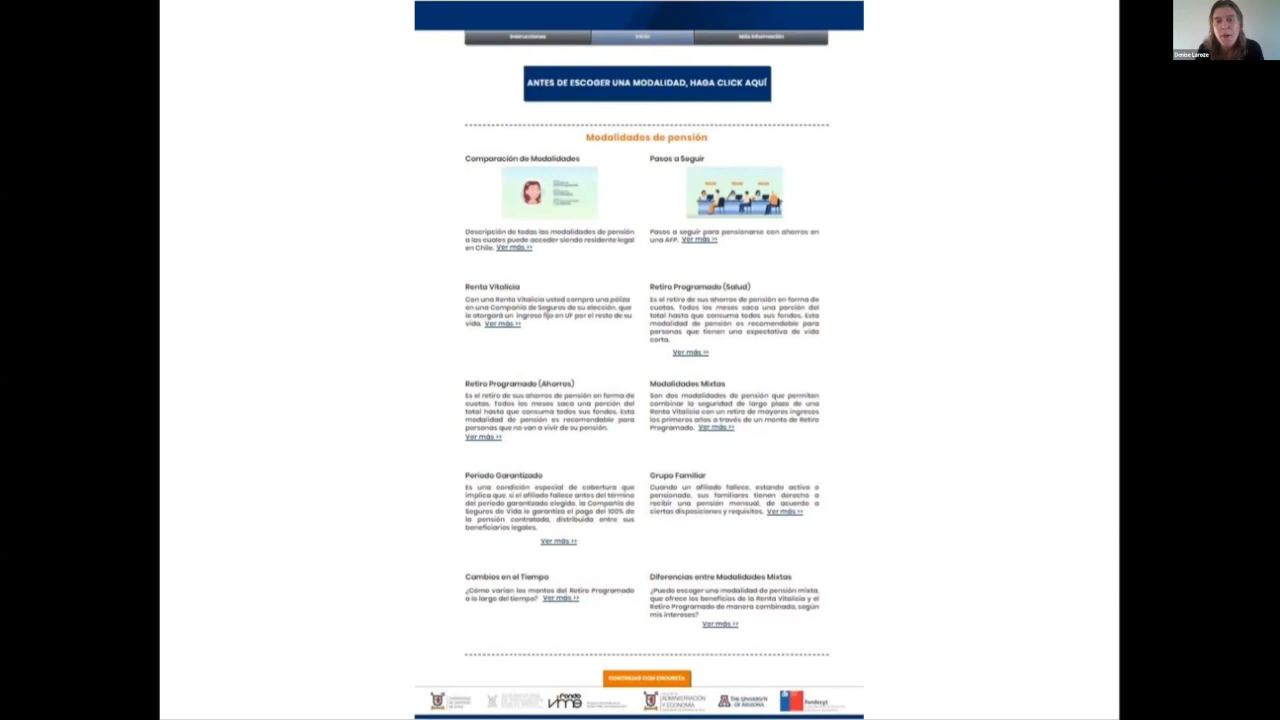 Instrucciones
Inicio
Más Información
Denise Laroze
ANTES DE ESCOGER UNA MODALIDAD, HAGA CLICK AQUÍ
Modalidades de pensión
Comparación de Modalidades
Descripción de todas las modalidades de pensión
a las cuales puede acceder siendo residente legal
en Chile. Ver más >>
Pasos a Seguir
Pasos a seguir para pensionarse con ahorros en
una AFP. Ver más >>
Renta Vitalicia
Con una Renta Vitalicia usted compra una póliza
en una Compañía de Seguros de su elección, que
le otorgará un ingreso fijo en UF por el resto de su
vida. Ver más >>
Retiro Programado (Salud)
Es el retiro de sus ahorros de pensión en forma de
cuotas. Todos los meses saca una porción del
total hasta que consuma todos sus fondos. Esta
modalidad de pensión es recomendable para
personas que tienen una expectativa de vida
corta.
Ver más >>
Retiro Programado (Ahorros)
Es el retiro de sus ahorros de pensión en forma de
cuotas. Todos los meses saca una porción del
total hasta que consuma todos sus fondos. Esta
modalidad de pensión es recomendable para
personas que no van a vivir de su pensión.
Ver más >>
Modalidades Mixtas
Son dos modalidades de pensión que permiten
combinar la seguridad de largo plazo de una
Renta Vitalicia con un retiro de mayores ingresos
los primeros años a través de un monto de Retiro
Programado. Ver más >>
Periodo Garantizado
Es una condición especial de cobertura que
implica que, si el afiliado fallece antes del término
del periodo garantizado elegido, la Compañía de
Seguros de Vida le garantiza el pago del 100% de
la pensión contratada, distribuida entre sus
beneficiarios legales.
Ver más >>
Grupo Familiar
Cuando un afiliado fallece, estando activo o
pensionado, sus familiares tienen derecho a
recibir una pensión mensual, de acuerdo a
ciertas disposiciones y requisitos. Ver más >>
Cambios en el Tiempo
¿Cómo varían los montos del Retiro Programado
a lo largo del tiempo? Ver más >>
Diferencias entre Modalidades Mixtas
¿Puedo escoger una modalidad de pensión mixta,
que ofrece los beneficios de la Renta Vitalicia y el
Retiro Programado de manera combinada, según
mis intereses?
Ver más >>
CONTINUAR CON ENCUESTA
fondo
vime
ADMINISTRACIÓN
Y ECONOMÍA
THE UNIVERSITY
OF ARIZONA
Fondecyt